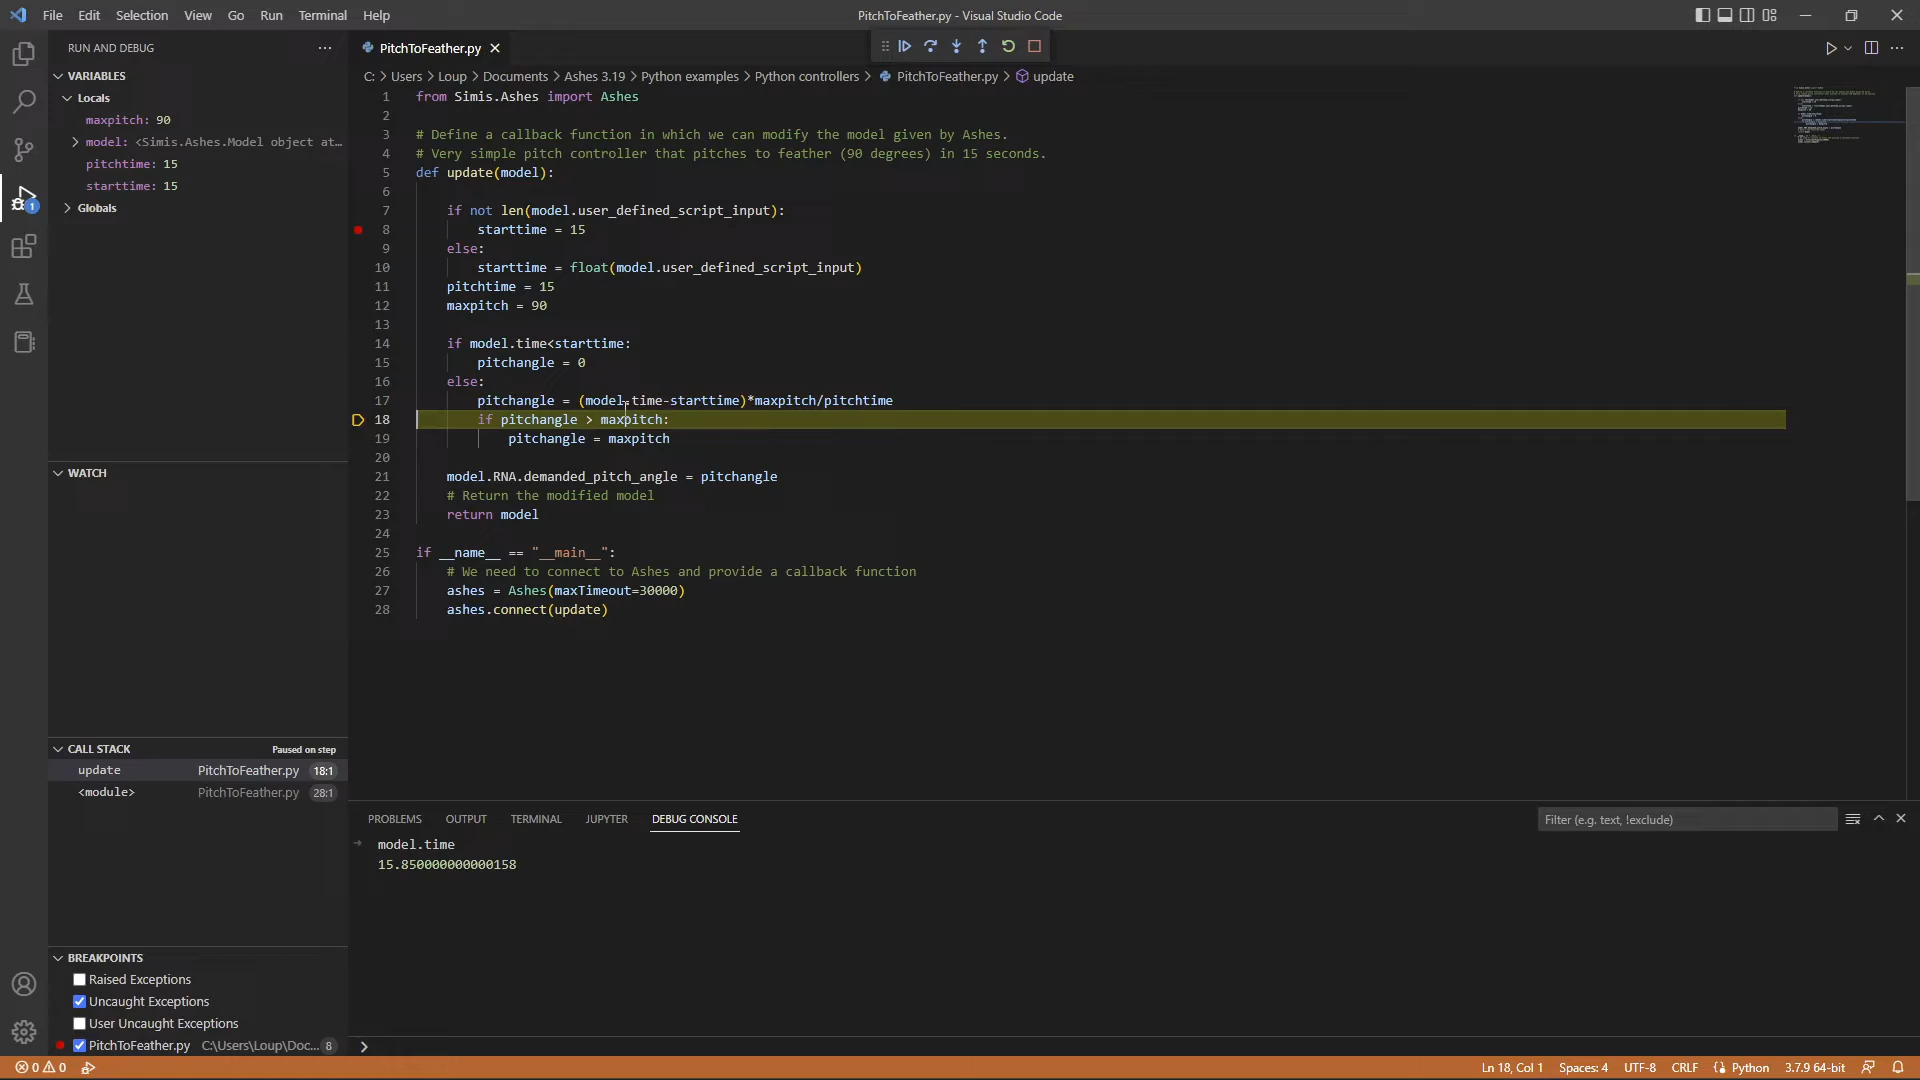 File Edit Selection View Go Run Terminal Help
PitchToFeather.py - Visual Studio Code
RUN AND DEBUG
1
VARIABLES
Locals
maxpitch: 90
model: <Simis.Ashes.Model object at...
pitchtime: 15
starttime: 15
Globals
WATCH
CALL STACK Paused on step
update PitchToFeather.py 18:1
<module> PitchToFeather.py 28:1
BREAKPOINTS
Raised Exceptions
Uncaught Exceptions
User Uncaught Exceptions
PitchToFeather.py C:\Users\Loup\Doc... 8
PitchToFeather.py
C: > Users > Loup > Documents > Ashes 3.19 > Python examples > Python controllers > PitchToFeather.py > update
1 from Simis.Ashes import Ashes
2
3 # Define a callback function in which we can modify the model given by Ashes.
4 # Very simple pitch controller that pitches to feather (90 degrees) in 15 seconds.
5 def update(model):
6
7 if not len(model.user_defined_script_input):
8 starttime = 15
9 else:
10 starttime = float(model.user_defined_script_input)
11 pitchtime = 15
12 maxpitch = 90
13
14 if model.time<starttime:
15 pitchangle = 0
16 else:
17 pitchangle = (model.time-starttime)*maxpitch/pitchtime
18 if pitchangle > maxpitch:
19 pitchangle = maxpitch
20
21 model.RNA.demanded_pitch_angle = pitchangle
22 # Return the modified model
23 return model
24
25 if __name__ == "__main__":
26 # We need to connect to Ashes and provide a callback function
27 ashes = Ashes(maxTimeout=30000)
28 ashes.connect(update)
PROBLEMS OUTPUT TERMINAL JUPYTER DEBUG CONSOLE
Filter (e.g. text, !exclude)
model.time
15.850000000000158
0 0
Ln 18, Col 1 Spaces: 4 UTF-8 CRLF Python 3.7.9 64-bit